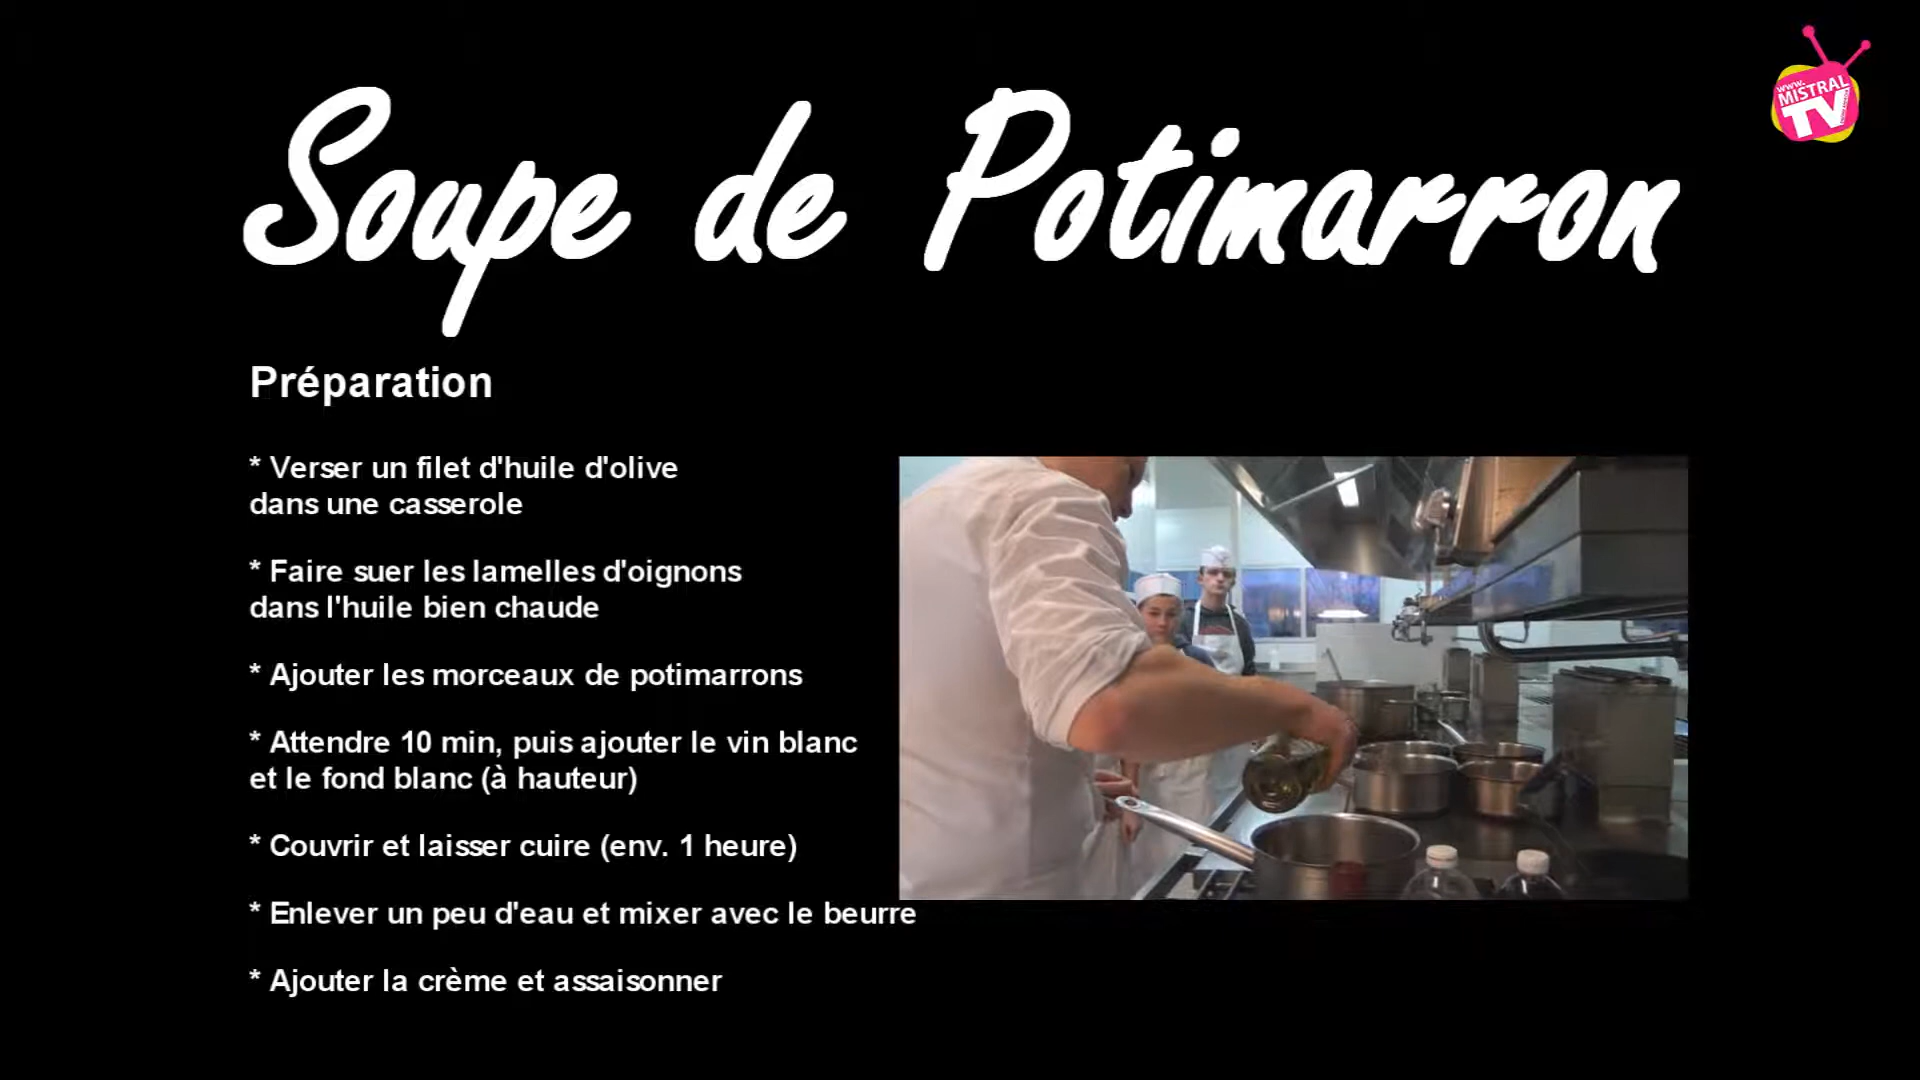 www.
MISTRAL
TV
Soupe de Potimarron
Préparation
* Verser un filet d'huile d'olive
dans une casserole
* Faire suer les lamelles d'oignons
dans l'huile bien chaude
* Ajouter les morceaux de potimarrons
* Attendre 10 min, puis ajouter le vin blanc
et le fond blanc (à hauteur)
* Couvrir et laisser cuire (env. 1 heure)
* Enlever un peu d'eau et mixer avec le beurre
* Ajouter la crème et assaisonner